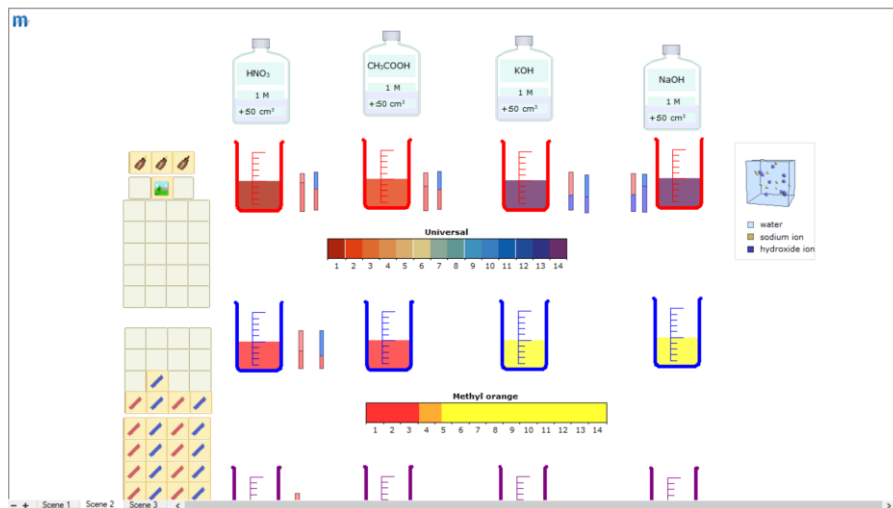 m
HNO₃
1 M
+50 cm³
CH₃COOH
1 M
+50 cm³
KOH
1 M
+50 cm³
NaOH
1 M
+50 cm³
water
sodium ion
hydroxide ion
Universal
1 2 3 4 5 6 7 8 9 10 11 12 13 14
Methyl orange
1 2 3 4 5 6 7 8 9 10 11 12 13 14
− + Scene 1 Scene 2 Scene 3 < >